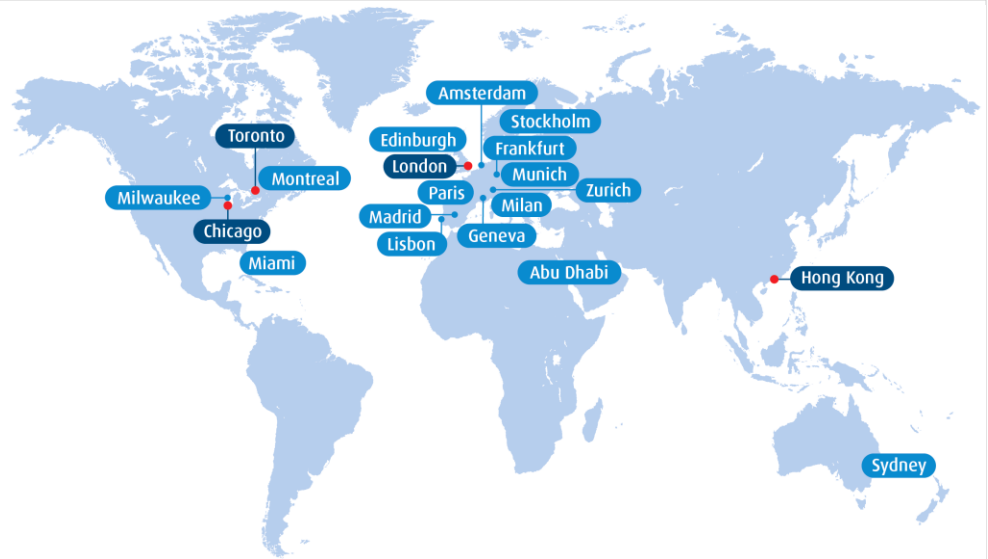 Amsterdam
Stockholm
Toronto
Edinburgh
Frankfurt
London
Montreal
Munich
Milwaukee
Paris
Zurich
Milan
Madrid
Chicago
Lisbon
Geneva
Miami
Abu Dhabi
Hong Kong
Sydney